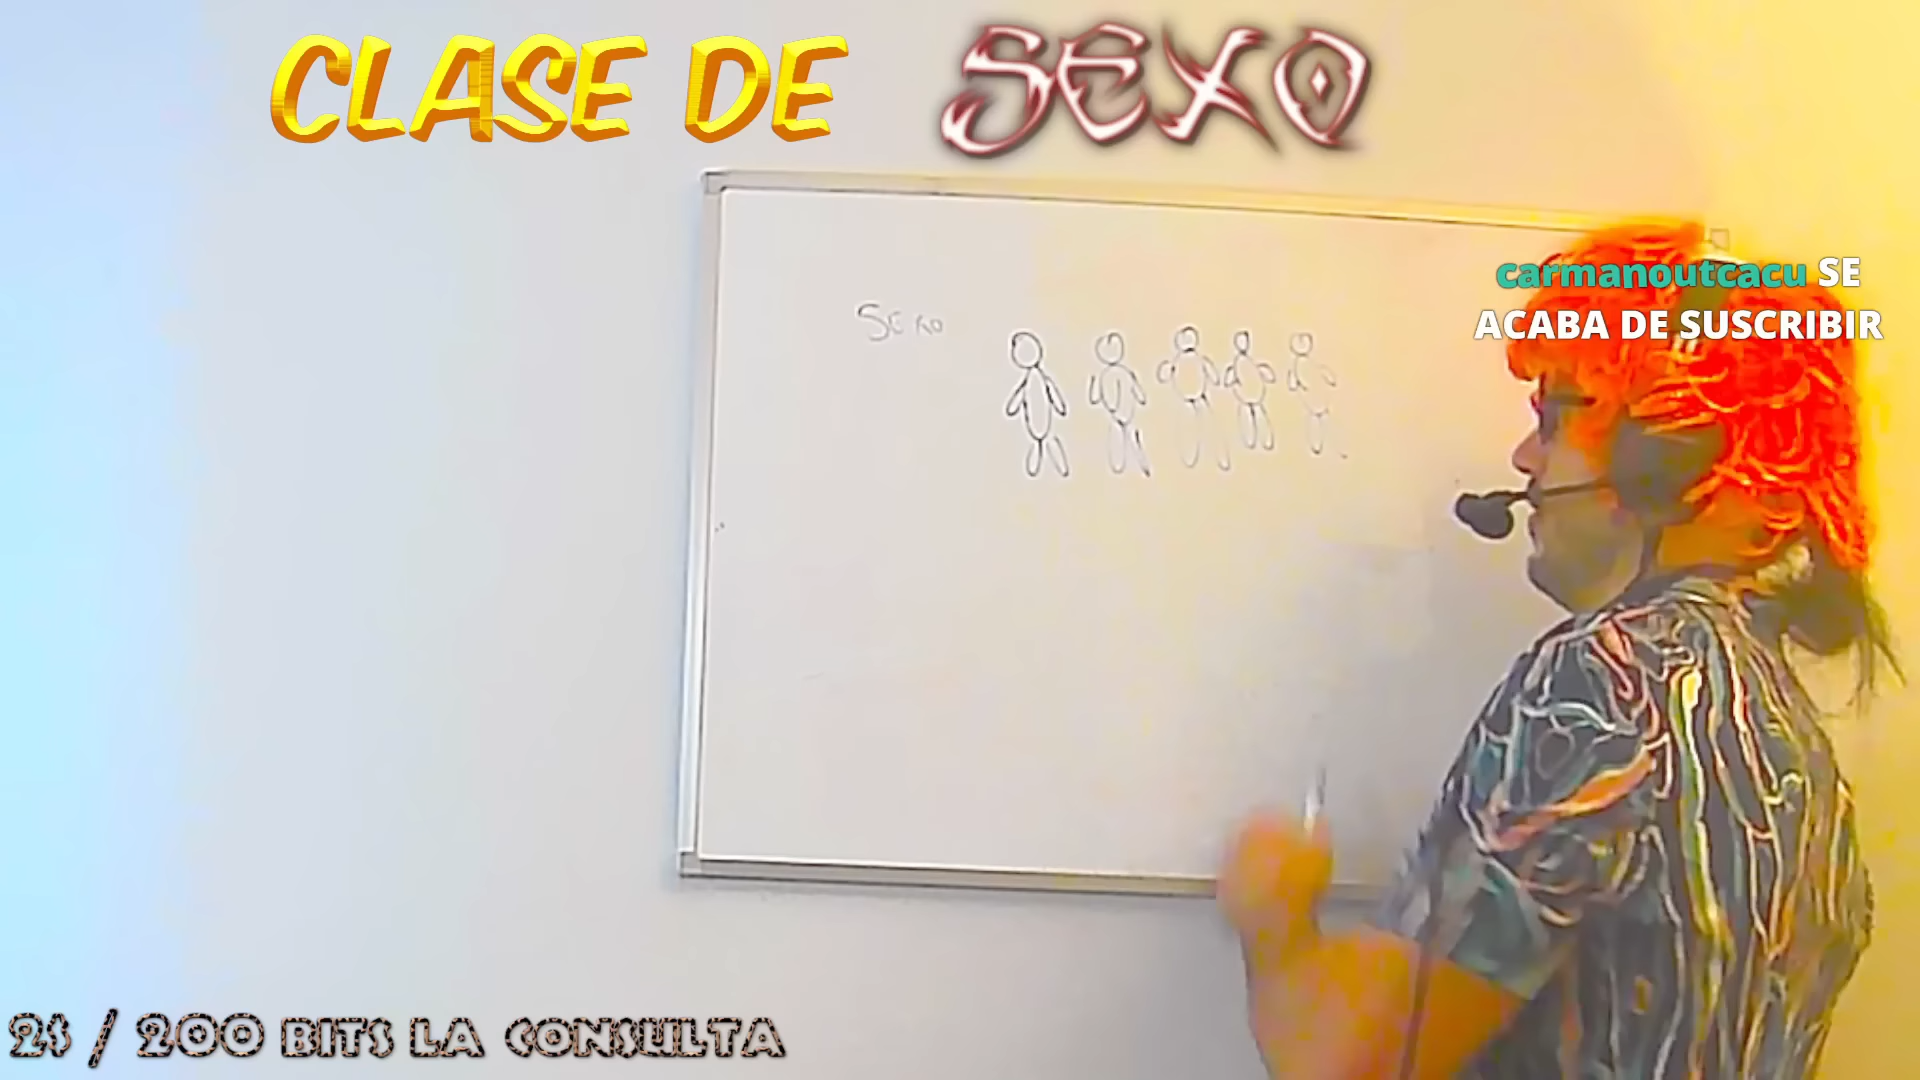 CLASE DE SEXO
carmanoutcacu SE
ACABA DE SUSCRIBIR
SEXO
2$ / 200 BITS LA CONSULTA